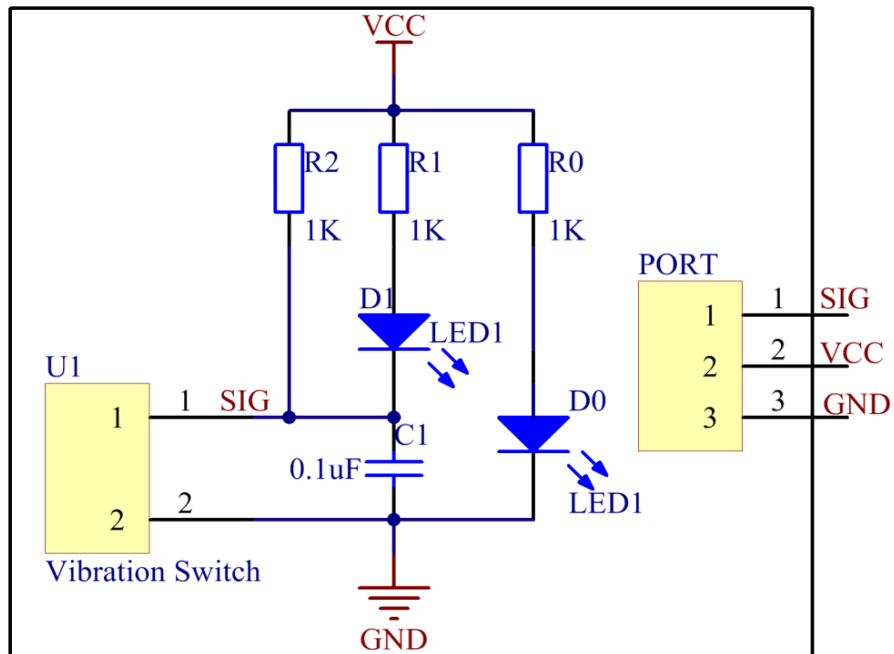 VCC
R2
R1
R0
1K
1K
1K
PORT
D1
LED1
1
1
SIG
2
2
VCC
3
3
GND
U1
1
1
SIG
D0
C1
0.1uF
LED1
2
2
Vibration Switch
GND